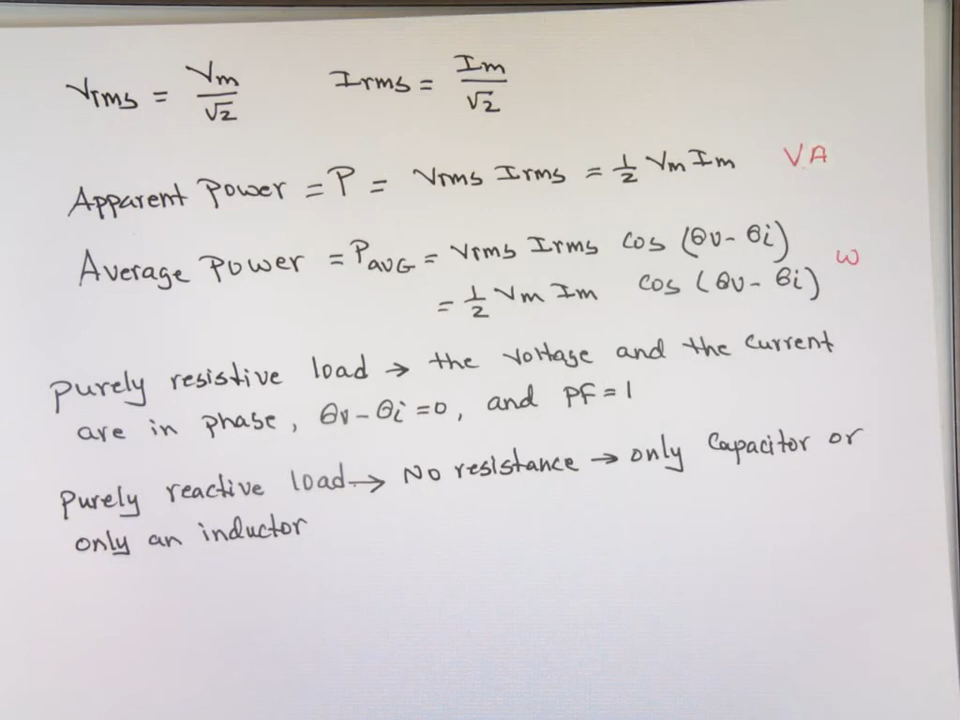 Vrms = Vm/√2 Irms = Im/√2
Apparent Power = P = Vrms Irms = 1/2 Vm Im VA
Average Power = PAVG = Vrms Irms cos (θv - θi) W
= 1/2 Vm Im cos (θv - θi)
Purely resistive load → the voltage and the current
are in phase, θv - θi = 0, and PF = 1
Purely reactive load → No resistance → only capacitor or
only an inductor